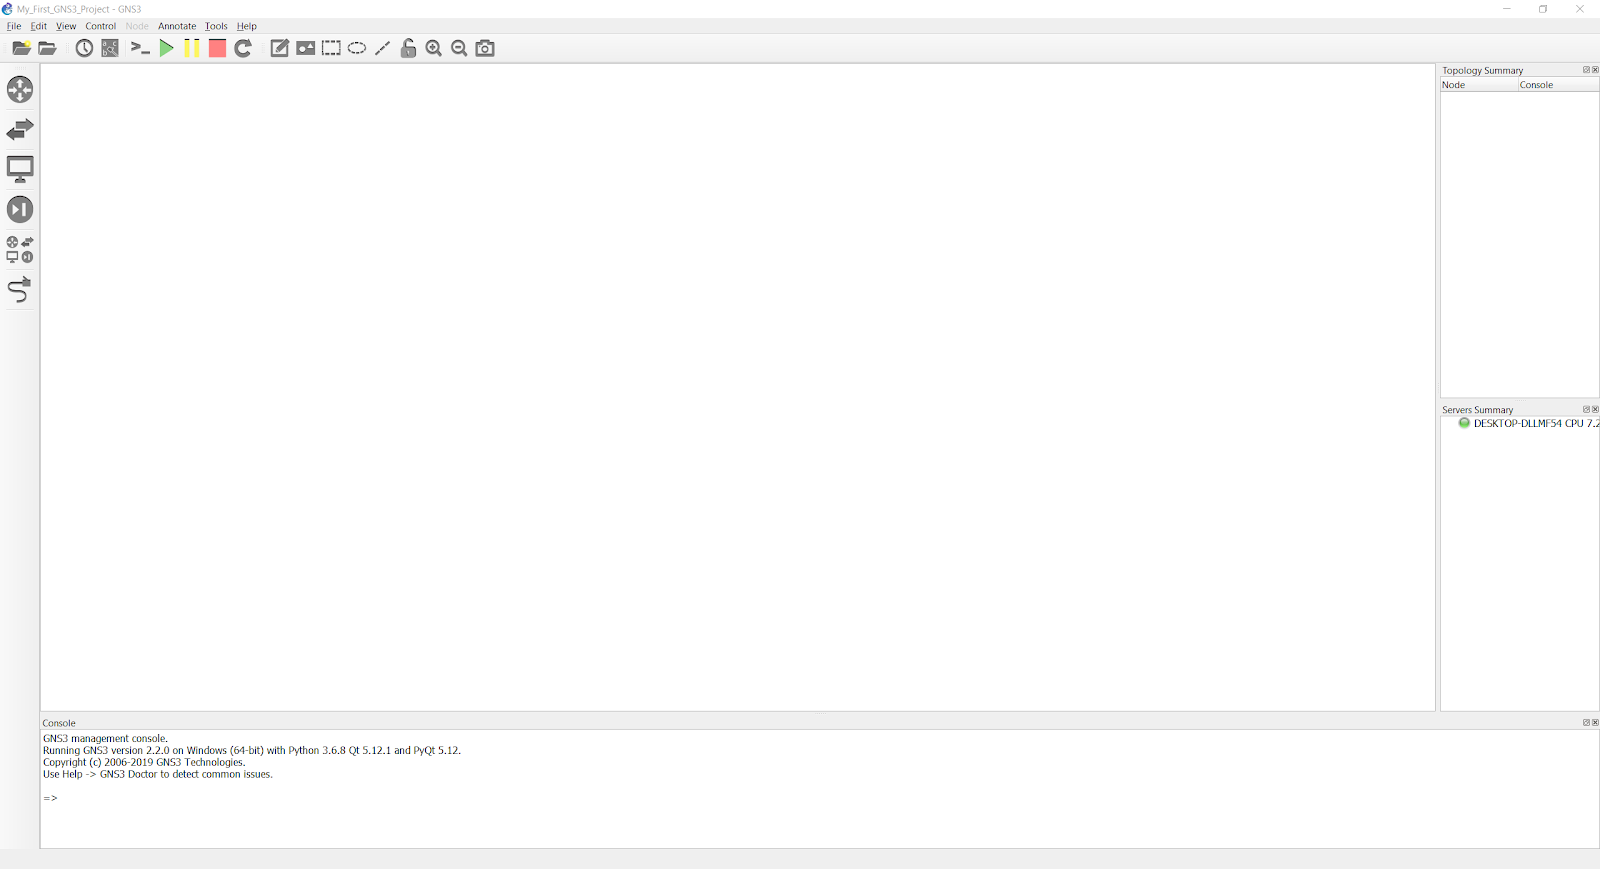 My_First_GNS3_Project - GNS3
File Edit View Control Node Annotate Tools Help
Topology Summary
Node Console
Servers Summary
DESKTOP-DLLMF54 CPU 7.2
Console
GNS3 management console.
Running GNS3 version 2.2.0 on Windows (64-bit) with Python 3.6.8 Qt 5.12.1 and PyQt 5.12.
Copyright (c) 2006-2019 GNS3 Technologies.
Use Help -> GNS3 Doctor to detect common issues.
=>